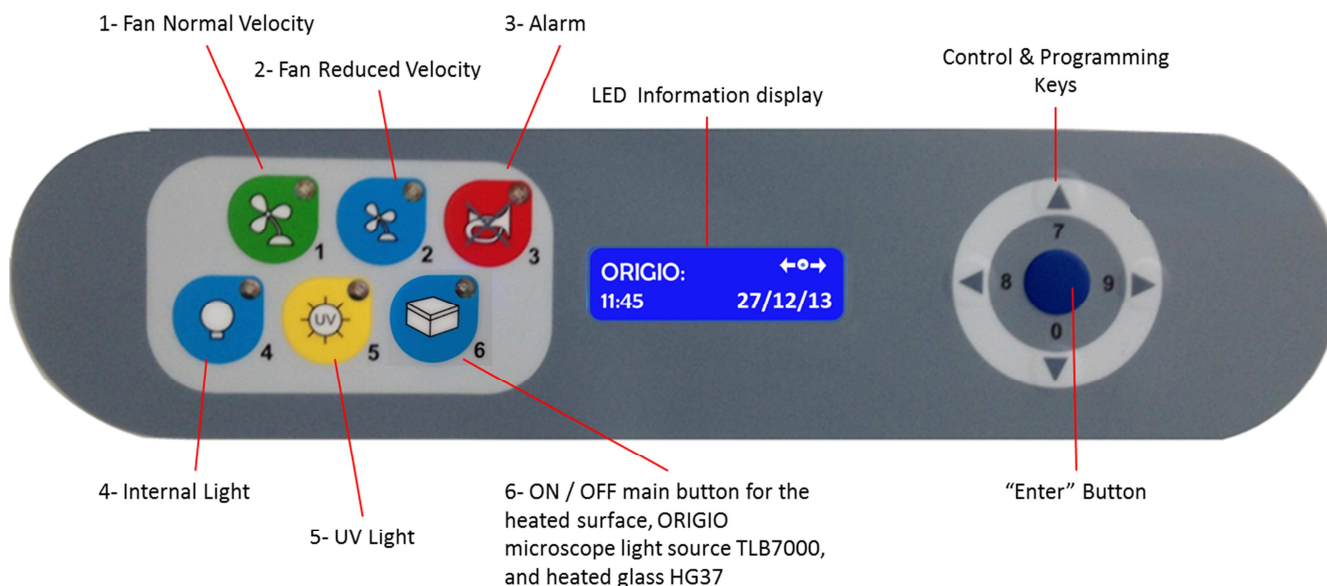 1- Fan Normal Velocity
3- Alarm
2- Fan Reduced Velocity
Control & Programming
Keys
LED Information display
1
2
3
4
UV
5
6
ORIGIO:
11:45 27/12/13
7
8
9
0
4- Internal Light
5- UV Light
6- ON / OFF main button for the
heated surface, ORIGIO
microscope light source TLB7000,
and heated glass HG37
“Enter” Button